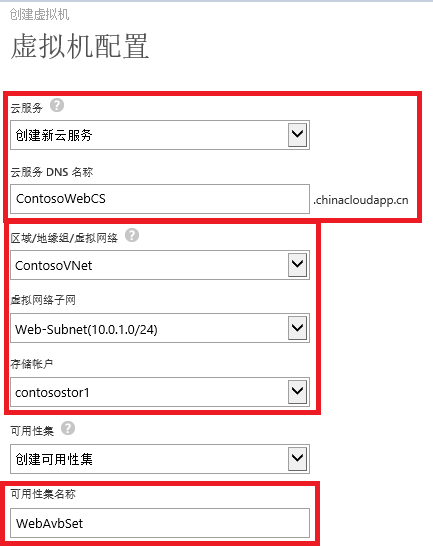 创建虚拟机
虚拟机配置
云服务 ?
创建新云服务
云服务 DNS 名称
ContosoWebCS .chinacloudapp.cn
区域/地缘组/虚拟网络 ?
ContosoVNet
虚拟网络子网
Web-Subnet(10.0.1.0/24)
存储帐户
contosostor1
可用性集 ?
创建可用性集
可用性集名称
WebAvbSet